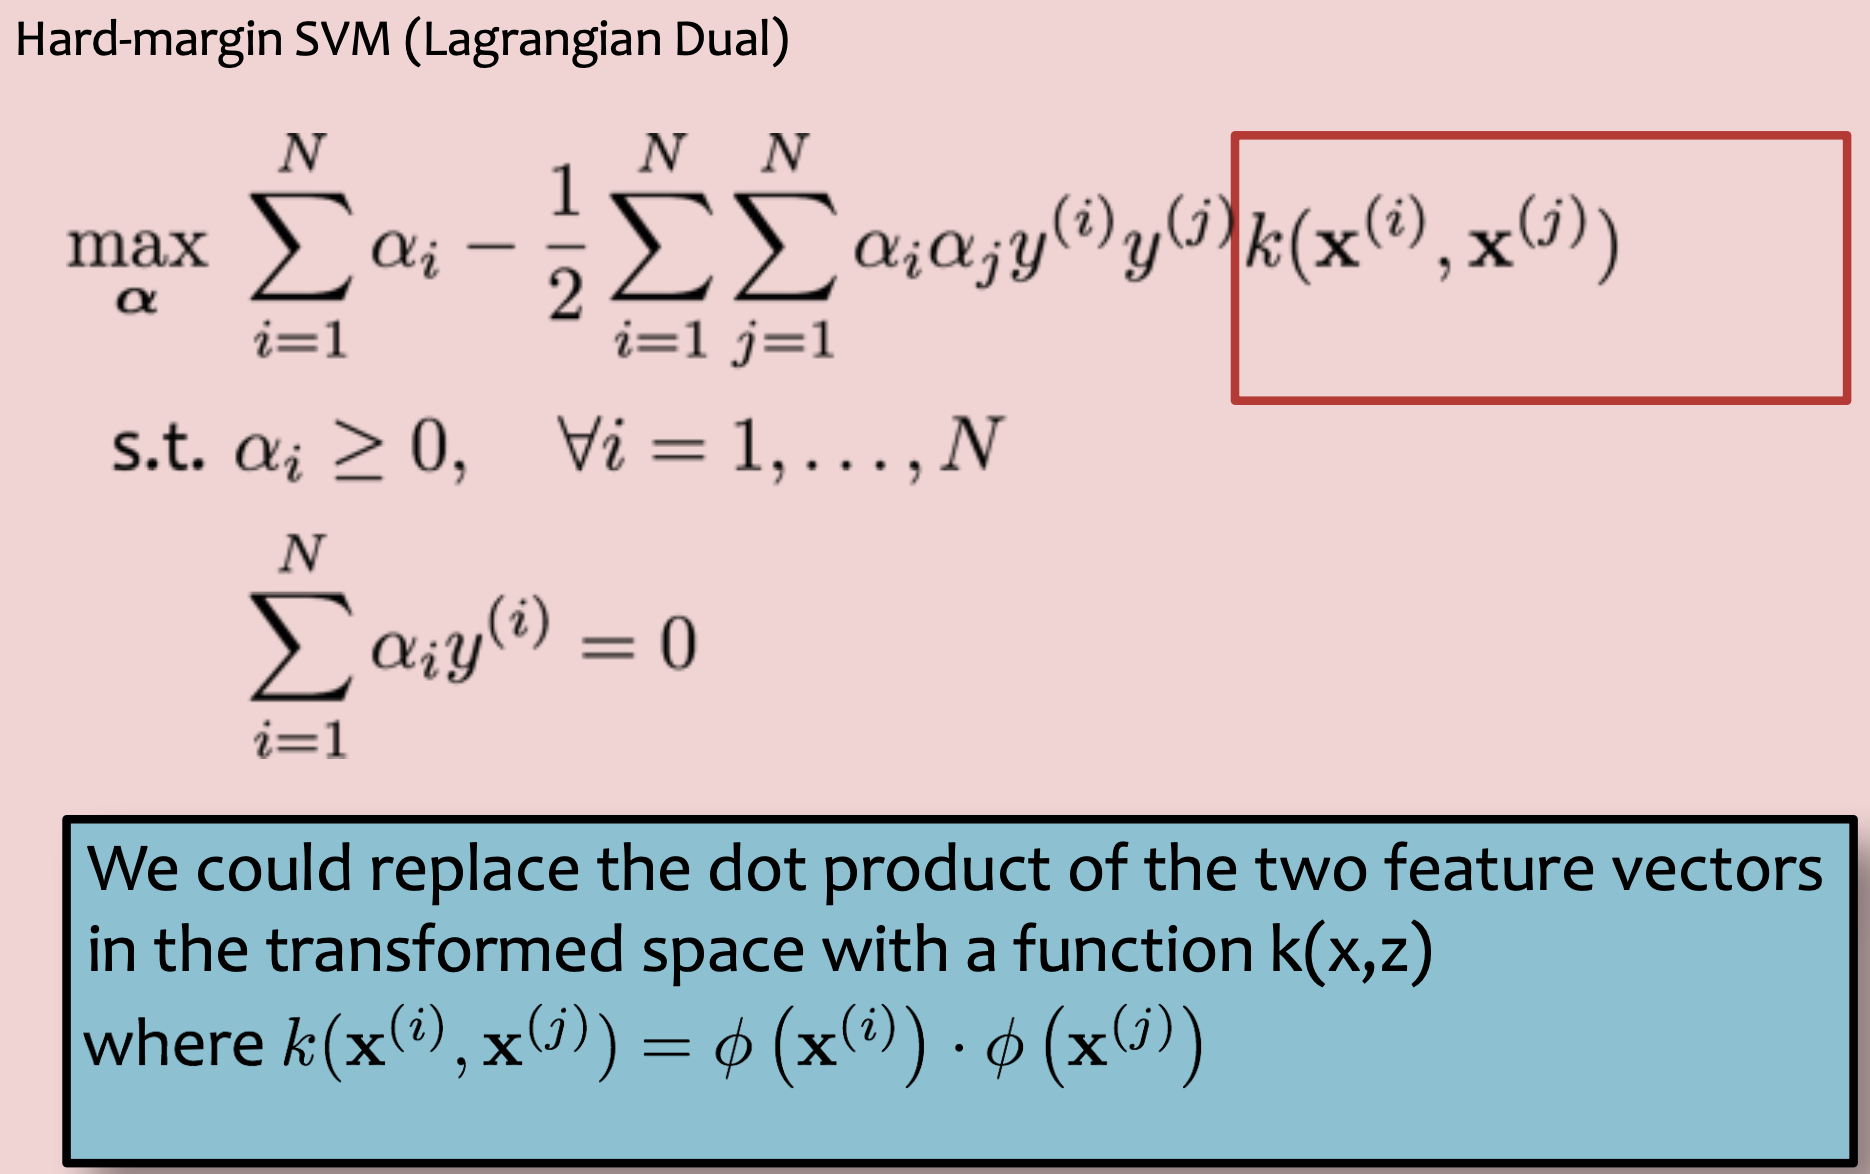 Hard-margin SVM (Lagrangian Dual)
$\max_{\boldsymbol{\alpha}} \sum_{i=1}^{N} \alpha_i - \frac{1}{2} \sum_{i=1}^{N} \sum_{j=1}^{N} \alpha_i \alpha_j y^{(i)} y^{(j)} k(\mathbf{x}^{(i)}, \mathbf{x}^{(j)})$
s.t. $\alpha_i \geq 0, \quad \forall i = 1, \ldots, N$
$\sum_{i=1}^{N} \alpha_i y^{(i)} = 0$
We could replace the dot product of the two feature vectors
in the transformed space with a function k(x,z)
where $k(\mathbf{x}^{(i)}, \mathbf{x}^{(j)}) = \phi\left(\mathbf{x}^{(i)}\right) \cdot \phi\left(\mathbf{x}^{(j)}\right)$